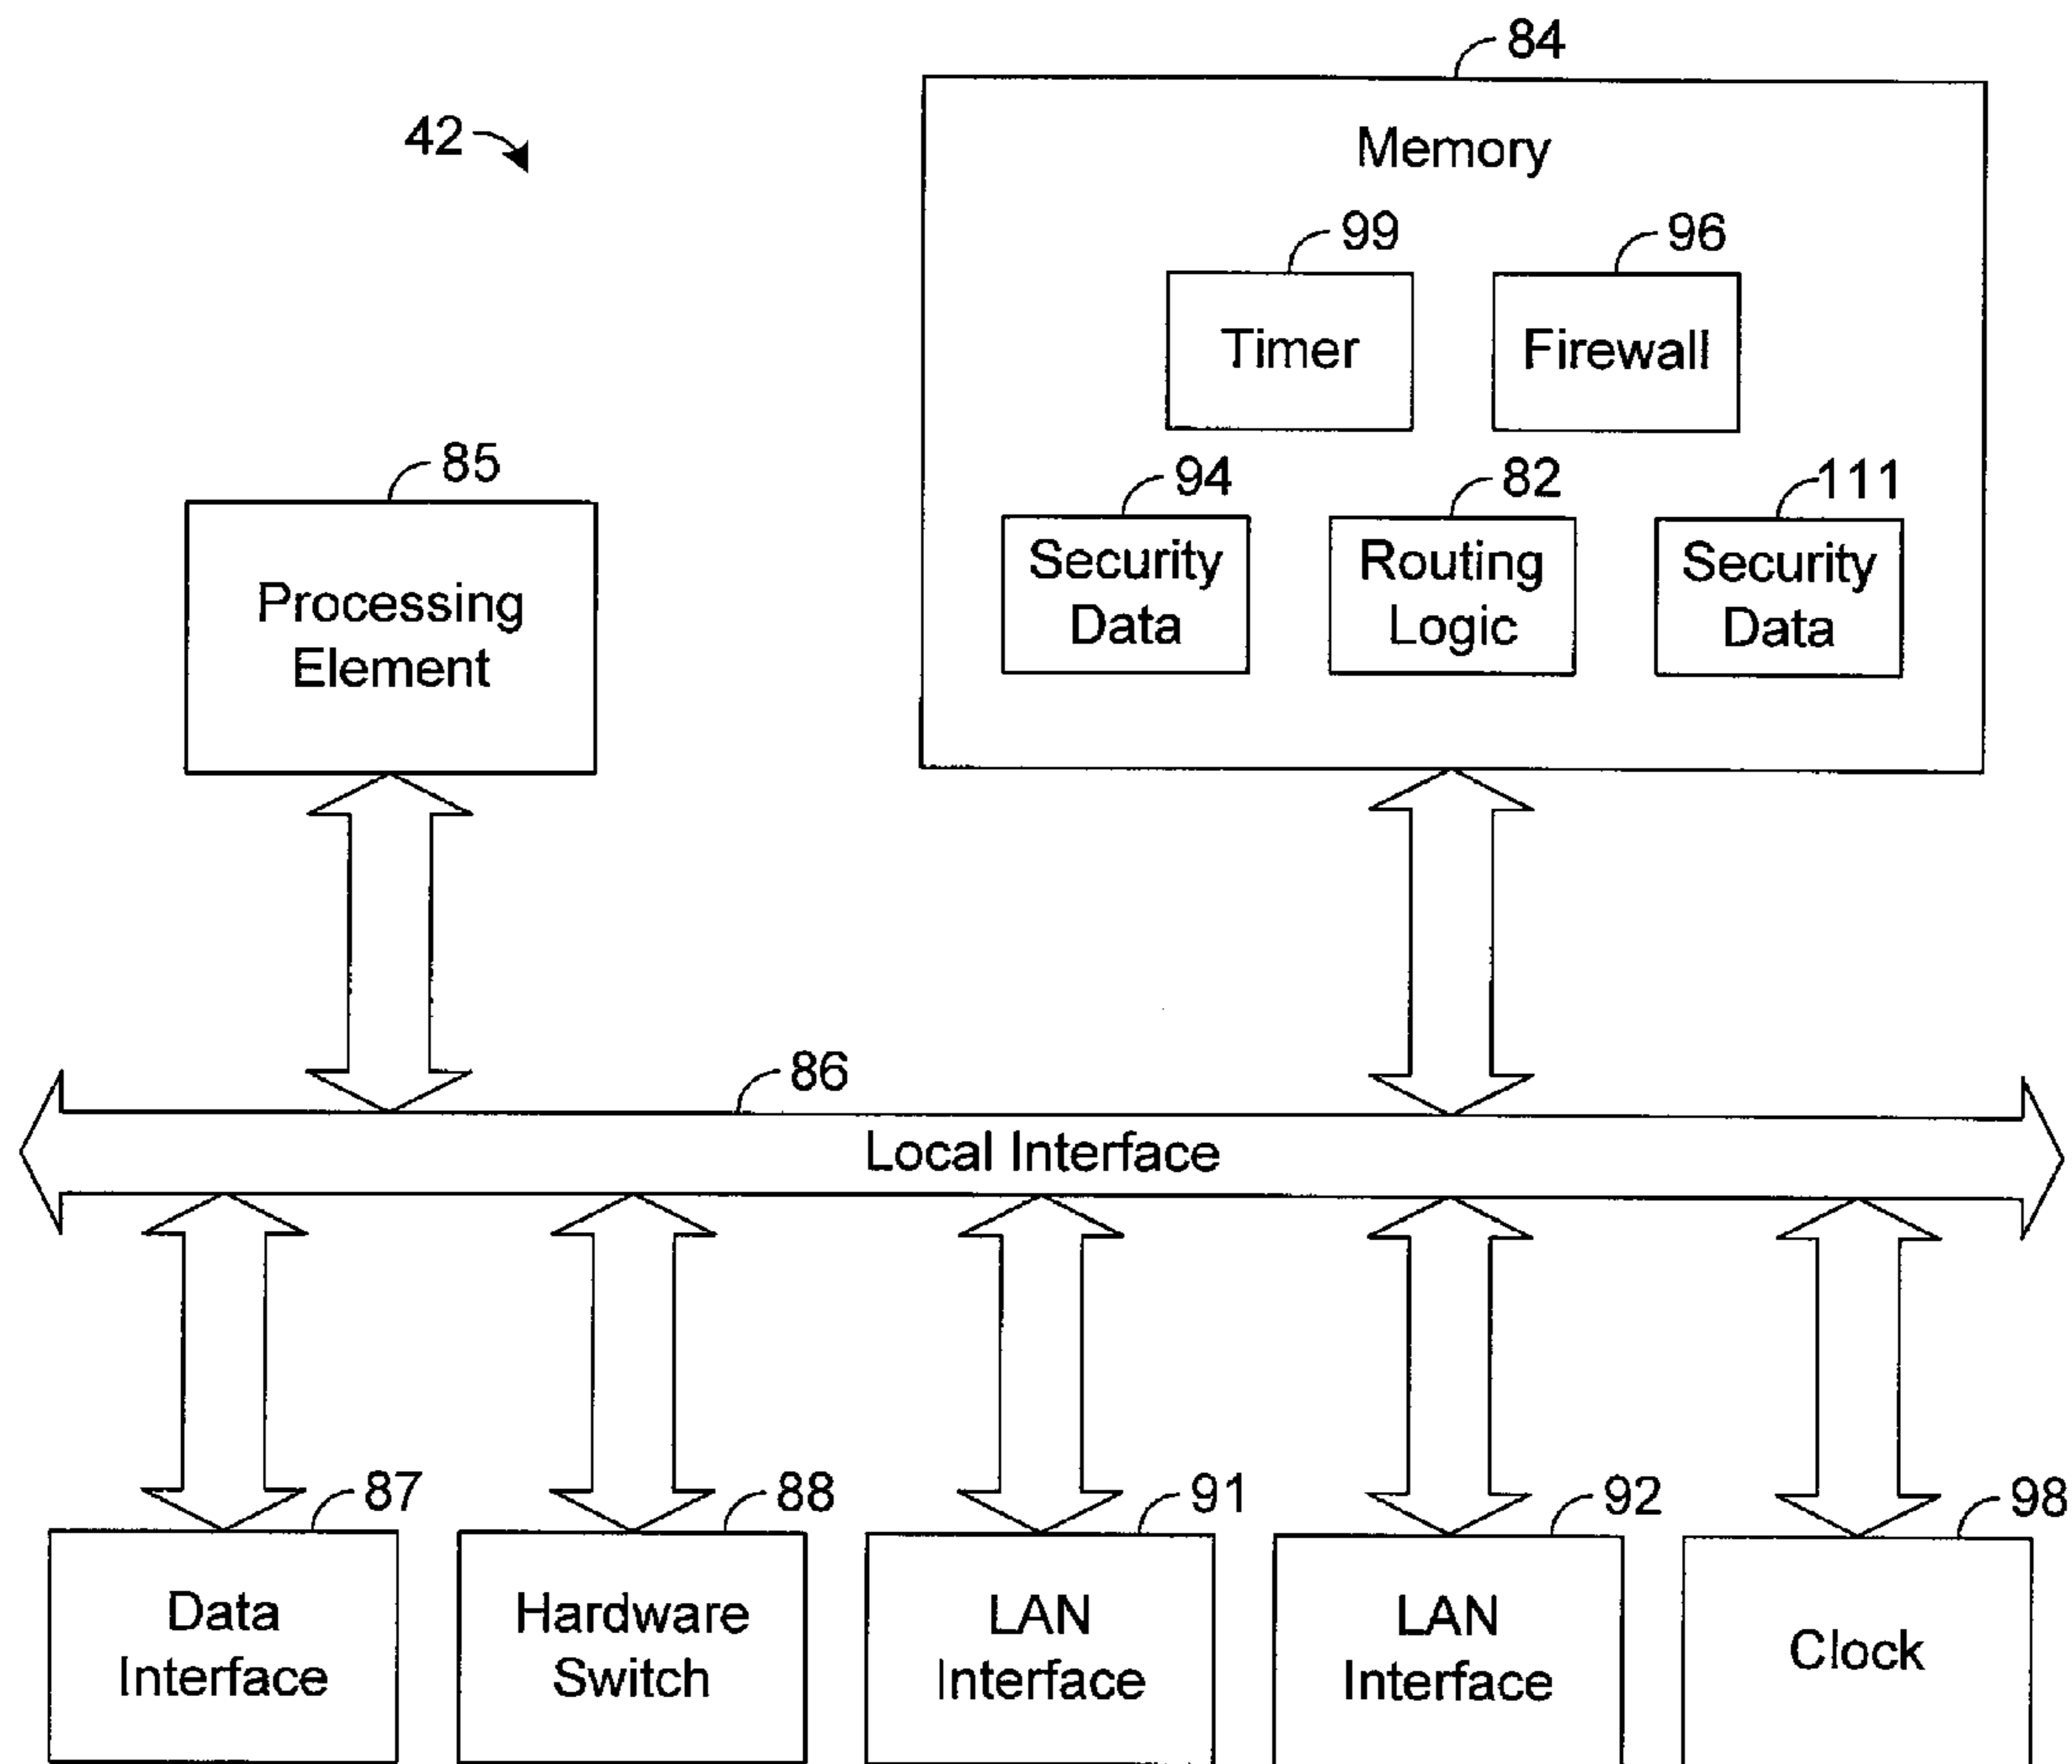 84
42
Memory
99
96
Timer
Firewall
85
94
82
111
Security
Data
Routing
Logic
Security
Data
Processing
Element
86
Local Interface
87
88
91
92
98
Data
Interface
Hardware
Switch
LAN
Interface
LAN
Interface
Clock